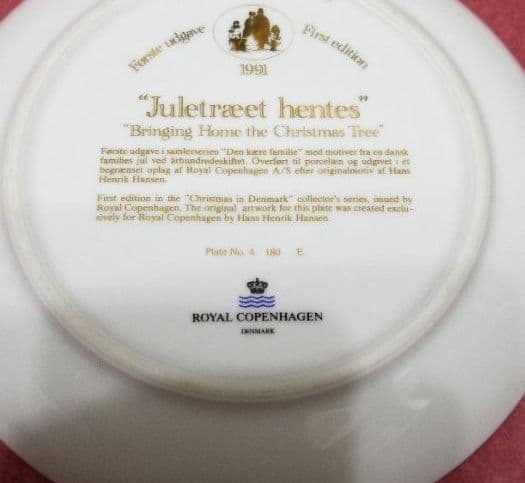 Første udgave First edition
1991
"Juletræet hentes"
"Bringing Home the Christmas Tree"
Første udgave i samlerserien "Den kære familie" med motiver fra en dansk
families jul ved århundredeskiftet. Overført til porcelæn og udgivet i et
begrænset oplag af Royal Copenhagen A/S efter originalmotiv af Hans
Henrik Hansen.
First edition in the "Christmas in Denmark" collector's series, issued by
Royal Copenhagen. The original artwork for this plate was created exclu-
sively for Royal Copenhagen by Hans Henrik Hansen
Plate No. 4 E
ROYAL COPENHAGEN
DENMARK